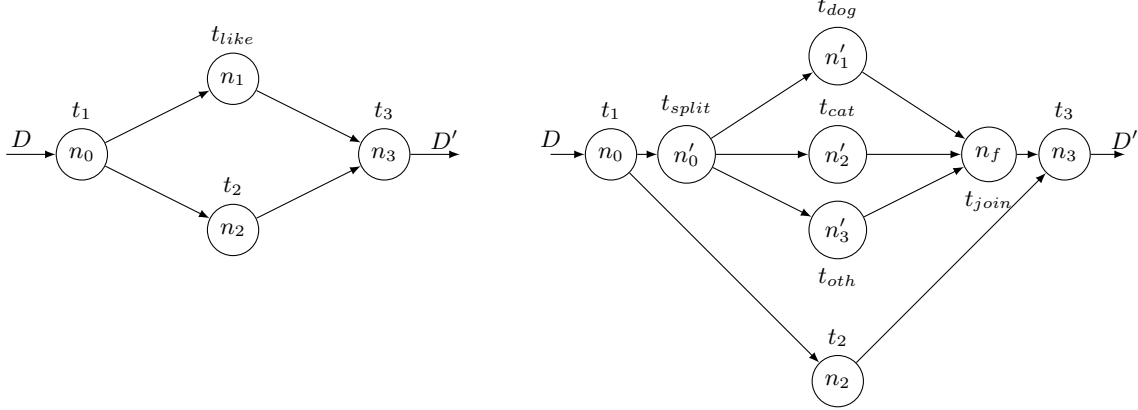 t_like
n_1
t_1
D
n_0
t_3
n_3
D′
t_2
n_2
t_dog
n′_1
t_1
D
n_0
t_split
n′_0
t_cat
n′_2
n_f
t_join
t_3
n_3
D′
n′_3
t_oth
t_2
n_2